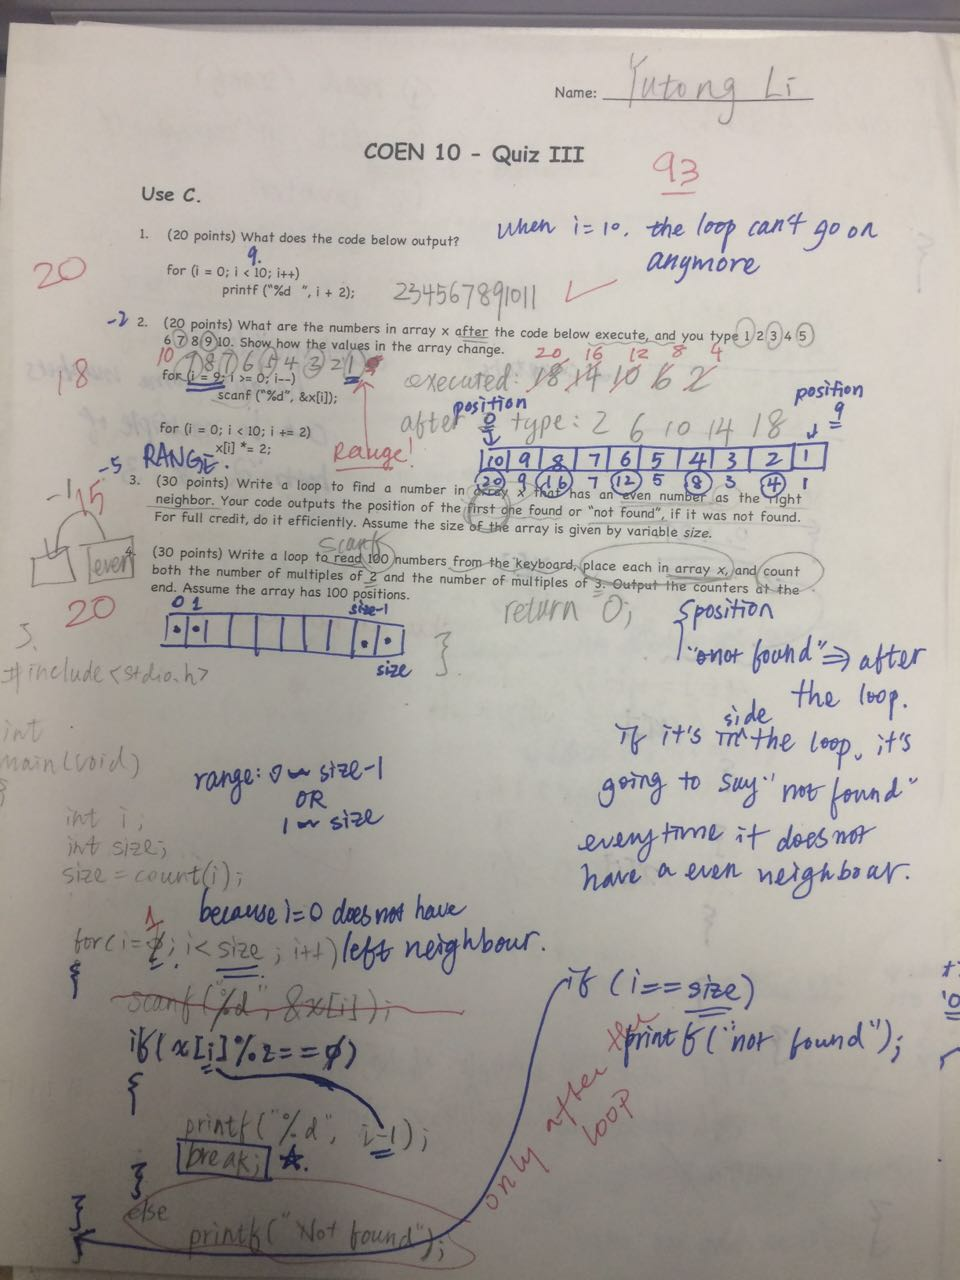 Name: Yutong Li
COEN 10 - Quiz III
93
Use C.
1. (20 points) What does the code below output?
when i=10, the loop can't go on
anymore
20
9.
for (i = 0; i < 10; i++)
printf ("%d ", i + 2);
234567891011
-2
2. (20 points) What are the numbers in array x after the code below execute, and you type 1 2 3 4 5
6 7 8 9 10. Show how the values in the array change.
10 9 8 7 6 5 4 3 2 1
20 16 12 8 4
18
for (i = 9; i >= 0; i--)
scanf ("%d", &x[i]);
executed: 18 14 10 6 2
position
0
position
9
after type: 2 6 10 14 18
for (i = 0; i < 10; i += 2)
x[i] *= 2;
Range!
RANGE.
10 9 8 7 6 5 4 3 2 1
20 9 16 7 12 5 8 3 4 1
-5
-15
3. (30 points) Write a loop to find a number in array x that has an even number as the right
neighbor. Your code outputs the position of the first one found or "not found", if it was not found.
For full credit, do it efficiently. Assume the size of the array is given by variable size.
scanf
even
4. (30 points) Write a loop to read 100 numbers from the keyboard, place each in array x, and count
both the number of multiples of 2 and the number of multiples of 3. Output the counters at the
end. Assume the array has 100 positions.
20
0 1 size-1
size
return 0;
}
position
"not found" => after
the loop.
3.
#include <stdio.h>
int
main(void)
{
side
if it's in the loop, it's
going to say "not found"
everytime it does not
have a even neighbour.
range: 0 ~ size-1
OR
1 ~ size
int i;
int size;
size = count(i);
1
because i=0 does not have
left neighbour.
for(i=0; i< size; i++)
{
scanf("%d", &x[i]);
if(x[i]%2==0)
{
printf("%d", i-1);
break;
}
else
printf("Not found");
}
}
if (i==size)
printf("not found");
only after the
loop